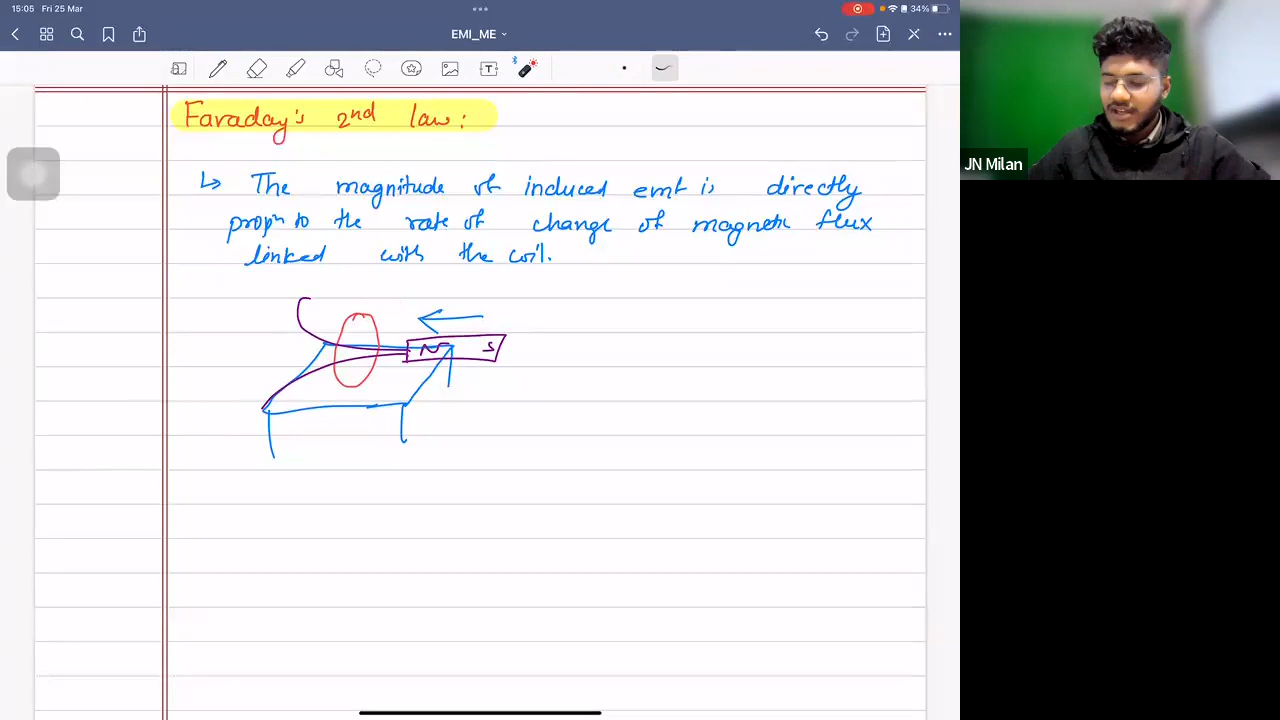 15:05 Fri 25 Mar
34%
EMI_ME
Faraday's 2nd law:
↳ The magnitude of induced emf is directly
propn to the rate of change of magnetic flux
linked with the coil.
N S
JN Milan